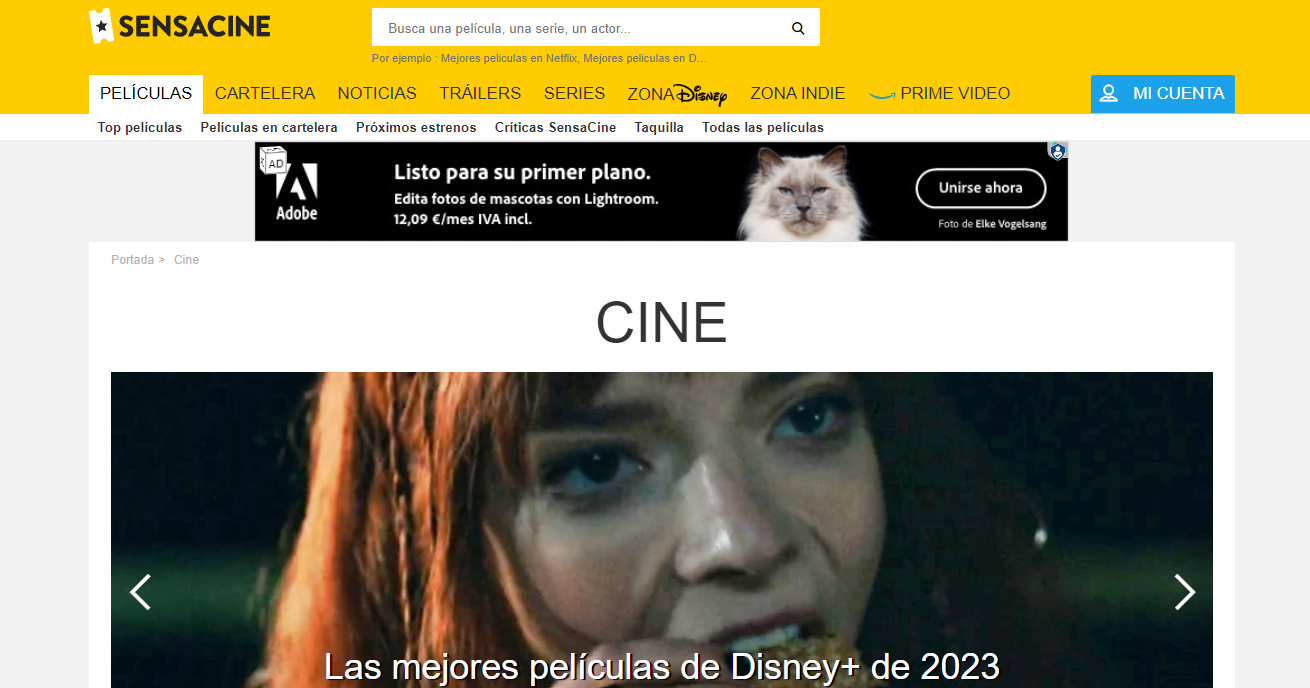 SENSACINE
Busca una película, una serie, un actor...
Por ejemplo : Mejores peliculas en Netflix, Mejores peliculas en D...
PELÍCULAS CARTELERA NOTICIAS TRÁILERS SERIES ZONA Disney ZONA INDIE PRIME VIDEO MI CUENTA
Top películas Películas en cartelera Próximos estrenos Críticas SensaCine Taquilla Todas las películas
AD
Adobe
Listo para su primer plano.
Edita fotos de mascotas con Lightroom.
12,09 €/mes IVA incl.
Unirse ahora
Foto de Elke Vogelsang
Portada > Cine
CINE
Las mejores películas de Disney+ de 2023